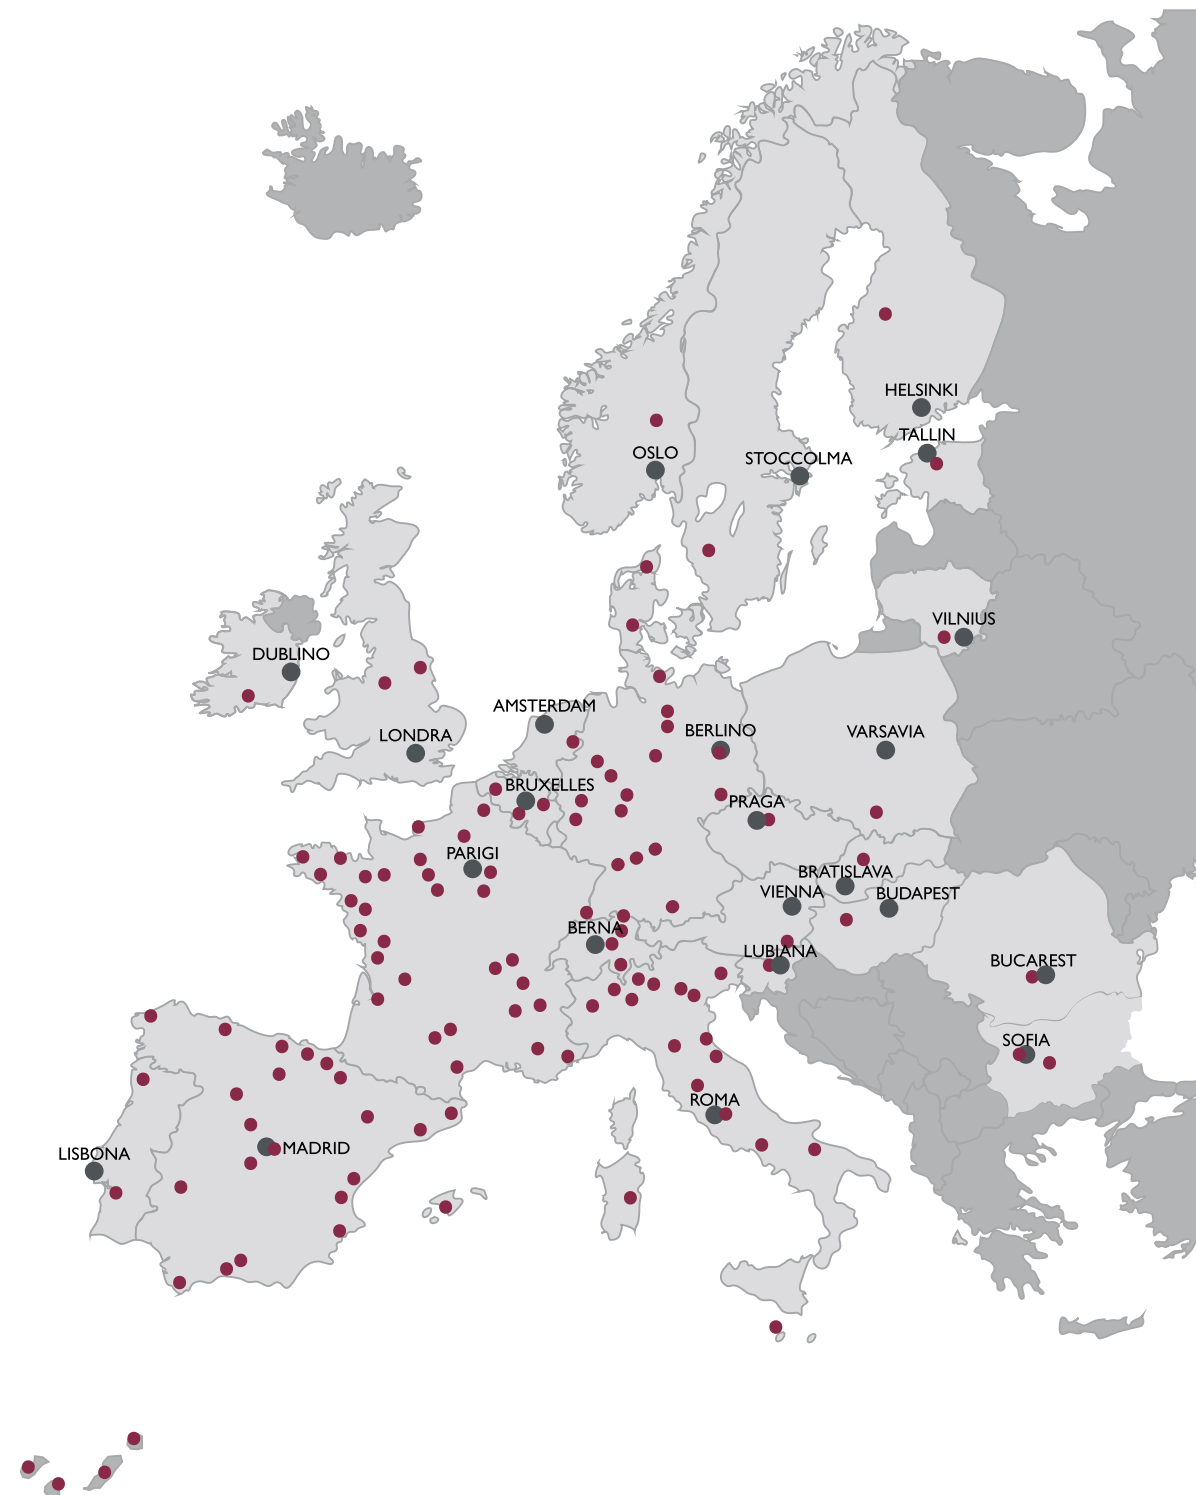 HELSINKI
TALLIN
OSLO
STOCCOLMA
VILNIUS
DUBLINO
AMSTERDAM
LONDRA
BERLINO
VARSAVIA
BRUXELLES
PRAGA
PARIGI
BRATISLAVA
VIENNA
BUDAPEST
BERNA
LUBIANA
BUCAREST
SOFIA
ROMA
MADRID
LISBONA